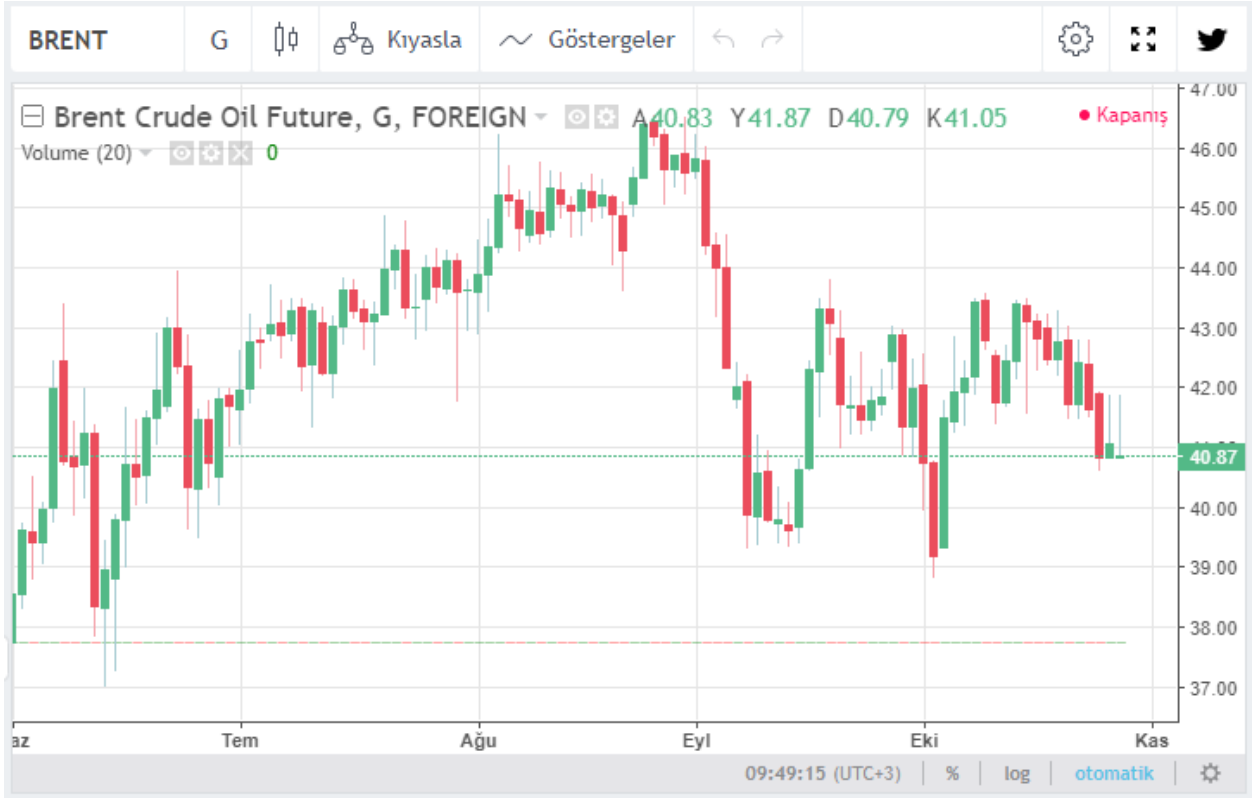 BRENT G Kıyasla Göstergeler
47.00
Brent Crude Oil Future, G, FOREIGN A40.83 Y41.87 D40.79 K41.05 Kapanış
Volume (20) 0
46.00
45.00
44.00
43.00
42.00
40.87
40.00
39.00
38.00
37.00
az Tem Ağu Eyl Eki Kas
09:49:15 (UTC+3) % log otomatik